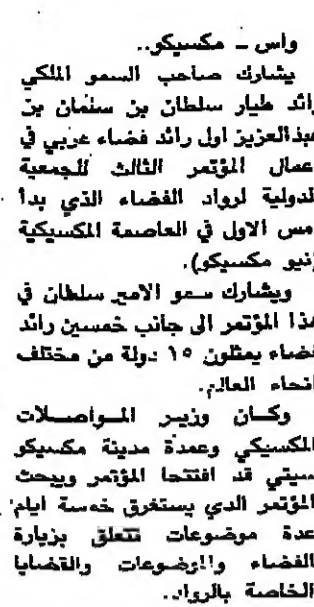 واس ـ مكسيكو..
يشارك صاحب السمو الملكي
رائد طيار سلطان بن سلمان بن
عبدالعزيز اول رائد فضاء عربي في
اعمال المؤتمر الثالث للجمعية
الدولية لرواد الفضاء الذي بدأ
امس الاول في العاصمة المكسيكية
(نيو مكسيكو).
ويشارك سمو الامير سلطان في
هذا المؤتمر الى جانب خمسين رائد
فضاء يمثلون ١٥ دولة من مختلف
انحاء العالم.
وكــان وزيــر المــواصــلات
المكسيكي وعمدة مدينة مكسيكو
سيتي قد افتتحا المؤتمر ويبحث
المؤتمر الذي يستغرق خمسة ايام
عدة موضوعات تتعلق بزيارة
الفضاء والموضوعات والقضايا
الخاصة بالرواد..